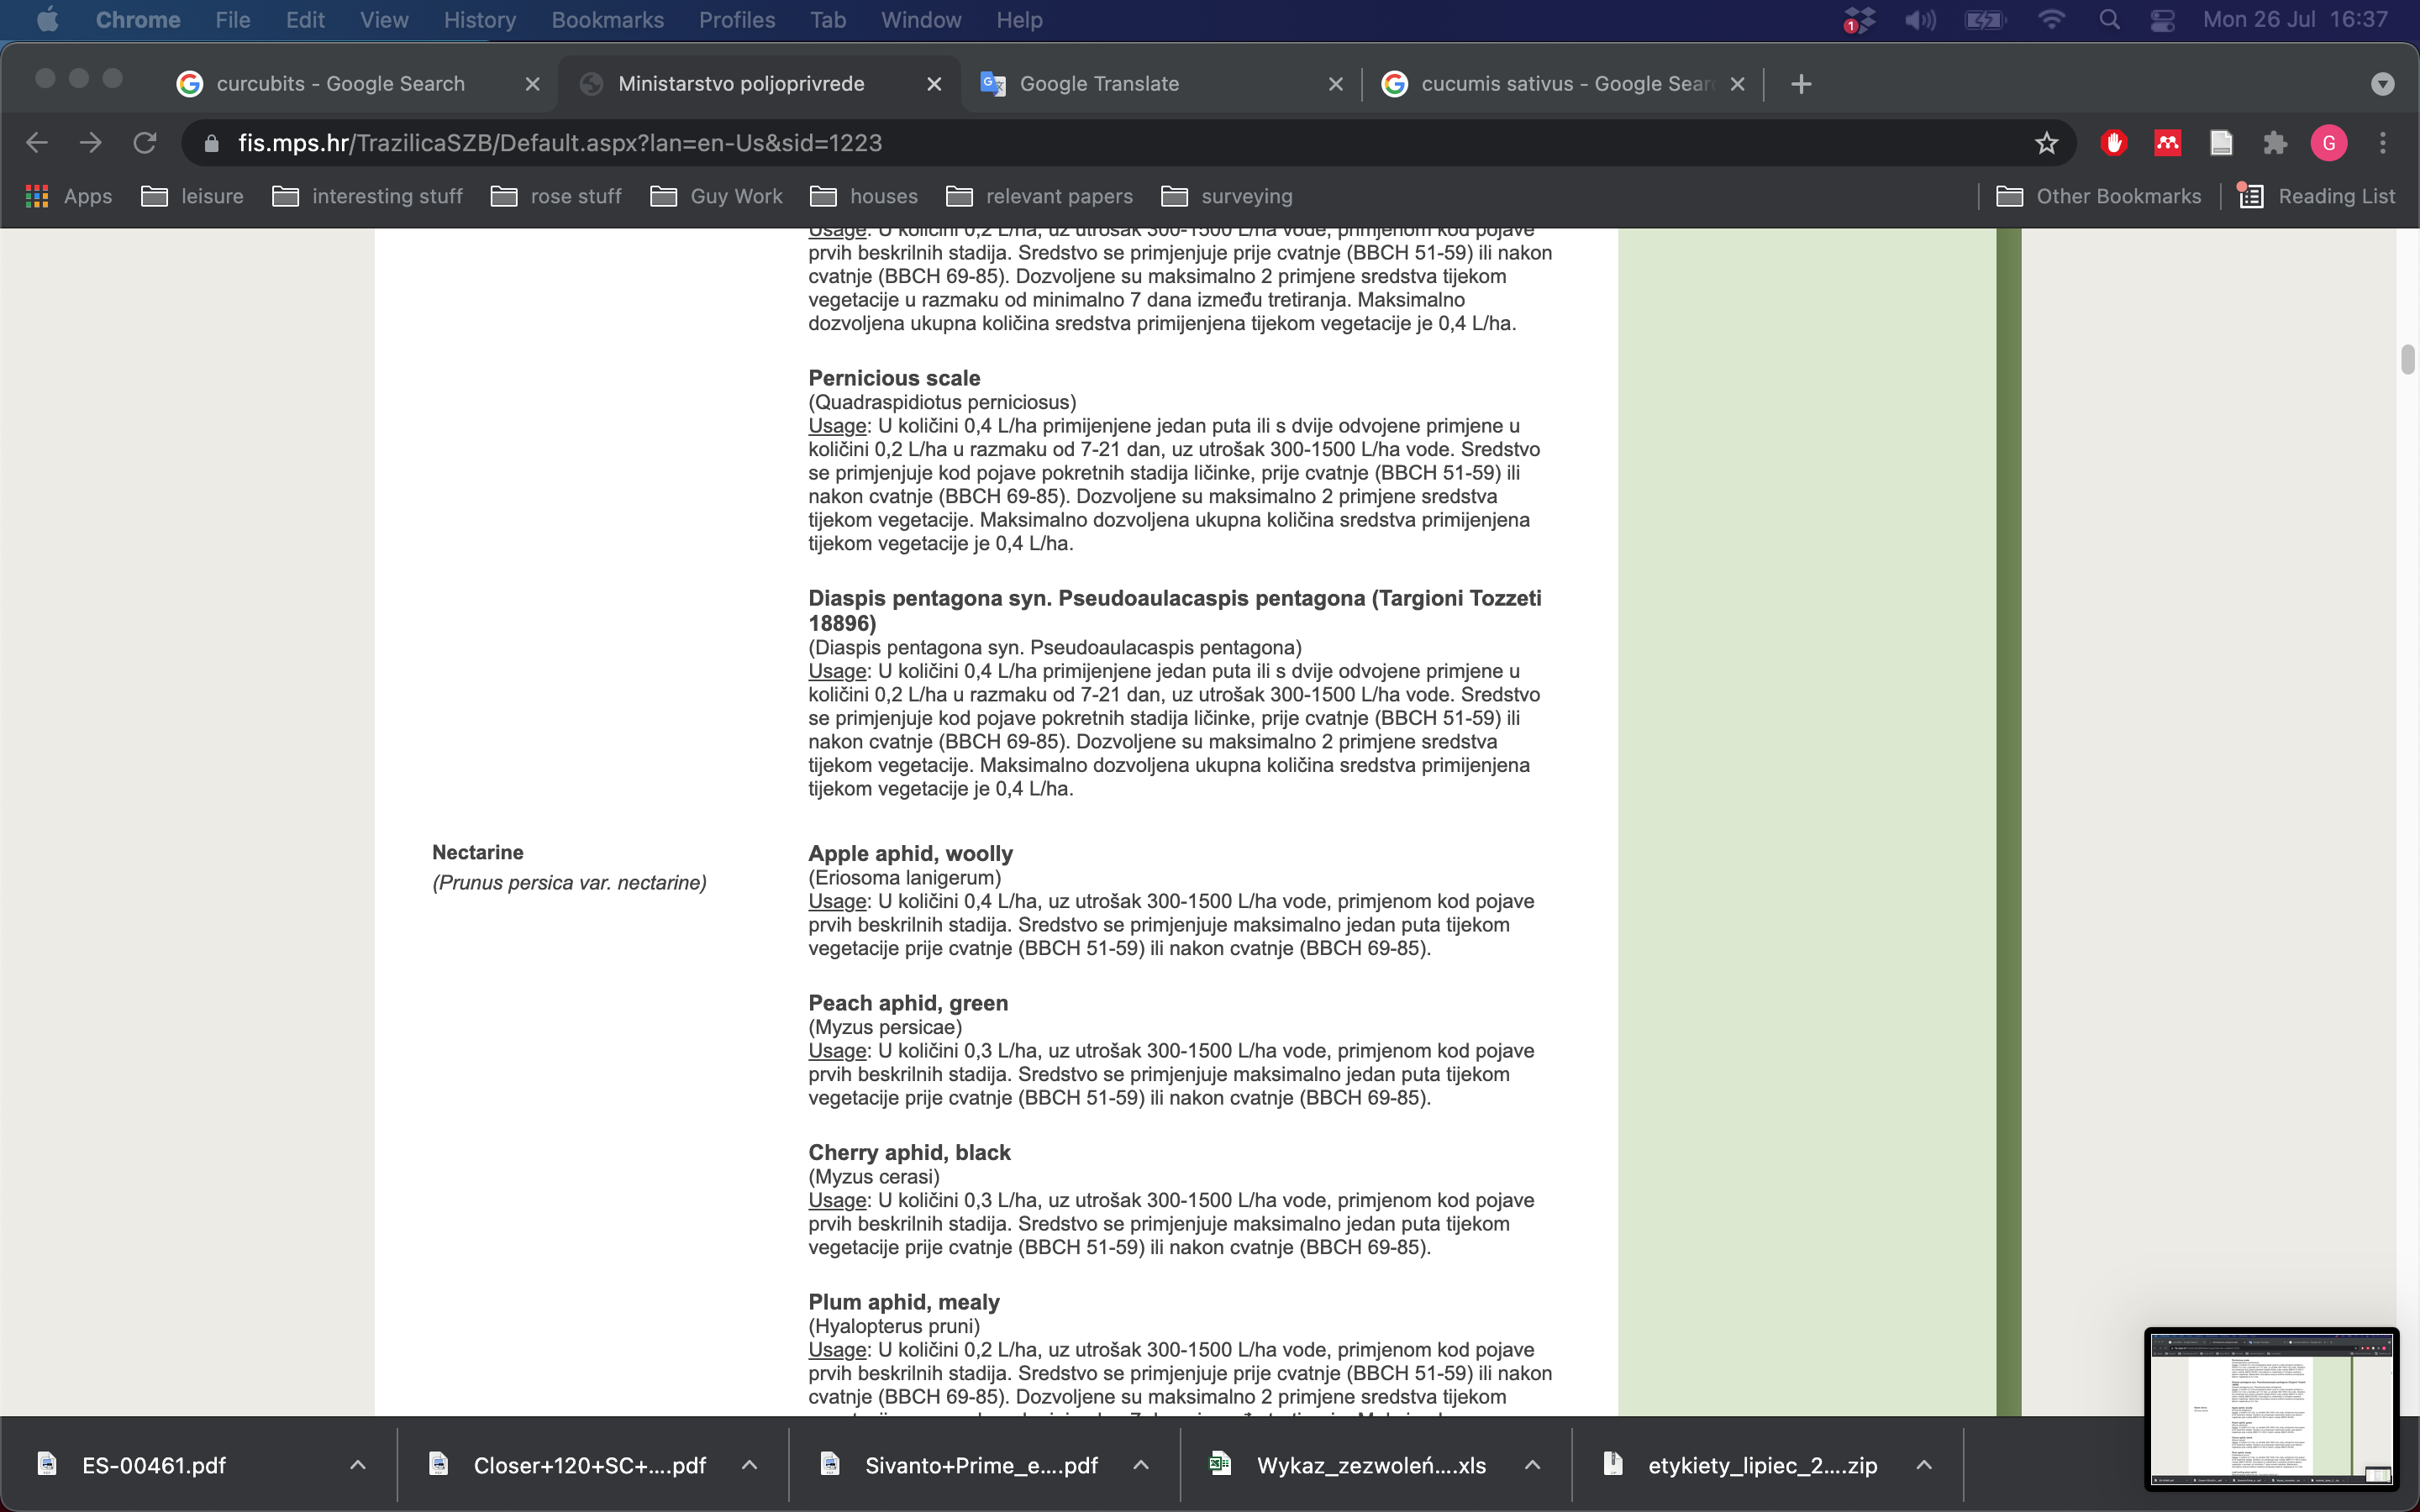 Chrome File Edit View History Bookmarks Profiles Tab Window Help 1 Mon 26 Jul 16:37
curcubits - Google Search Ministarstvo poljoprivrede Google Translate cucumis sativus - Google Sear
fis.mps.hr/TrazilicaSZB/Default.aspx?lan=en-Us&sid=1223 G
Apps leisure interesting stuff rose stuff Guy Work houses relevant papers surveying Other Bookmarks Reading List
Usage: U količini 0,2 L/ha, uz utrošak 300-1500 L/ha vode, primjenom kod pojave
prvih beskrilnih stadija. Sredstvo se primjenjuje prije cvatnje (BBCH 51-59) ili nakon
cvatnje (BBCH 69-85). Dozvoljene su maksimalno 2 primjene sredstva tijekom
vegetacije u razmaku od minimalno 7 dana između tretiranja. Maksimalno
dozvoljena ukupna količina sredstva primijenjena tijekom vegetacije je 0,4 L/ha.
Pernicious scale
(Quadraspidiotus perniciosus)
Usage: U količini 0,4 L/ha primijenjene jedan puta ili s dvije odvojene primjene u
količini 0,2 L/ha u razmaku od 7-21 dan, uz utrošak 300-1500 L/ha vode. Sredstvo
se primjenjuje kod pojave pokretnih stadija ličinke, prije cvatnje (BBCH 51-59) ili
nakon cvatnje (BBCH 69-85). Dozvoljene su maksimalno 2 primjene sredstva
tijekom vegetacije. Maksimalno dozvoljena ukupna količina sredstva primijenjena
tijekom vegetacije je 0,4 L/ha.
Diaspis pentagona syn. Pseudoaulacaspis pentagona (Targioni Tozzeti
18896)
(Diaspis pentagona syn. Pseudoaulacaspis pentagona)
Usage: U količini 0,4 L/ha primijenjene jedan puta ili s dvije odvojene primjene u
količini 0,2 L/ha u razmaku od 7-21 dan, uz utrošak 300-1500 L/ha vode. Sredstvo
se primjenjuje kod pojave pokretnih stadija ličinke, prije cvatnje (BBCH 51-59) ili
nakon cvatnje (BBCH 69-85). Dozvoljene su maksimalno 2 primjene sredstva
tijekom vegetacije. Maksimalno dozvoljena ukupna količina sredstva primijenjena
tijekom vegetacije je 0,4 L/ha.
Nectarine
(Prunus persica var. nectarine)
Apple aphid, woolly
(Eriosoma lanigerum)
Usage: U količini 0,4 L/ha, uz utrošak 300-1500 L/ha vode, primjenom kod pojave
prvih beskrilnih stadija. Sredstvo se primjenjuje maksimalno jedan puta tijekom
vegetacije prije cvatnje (BBCH 51-59) ili nakon cvatnje (BBCH 69-85).
Peach aphid, green
(Myzus persicae)
Usage: U količini 0,3 L/ha, uz utrošak 300-1500 L/ha vode, primjenom kod pojave
prvih beskrilnih stadija. Sredstvo se primjenjuje maksimalno jedan puta tijekom
vegetacije prije cvatnje (BBCH 51-59) ili nakon cvatnje (BBCH 69-85).
Cherry aphid, black
(Myzus cerasi)
Usage: U količini 0,3 L/ha, uz utrošak 300-1500 L/ha vode, primjenom kod pojave
prvih beskrilnih stadija. Sredstvo se primjenjuje maksimalno jedan puta tijekom
vegetacije prije cvatnje (BBCH 51-59) ili nakon cvatnje (BBCH 69-85).
Plum aphid, mealy
(Hyalopterus pruni)
Usage: U količini 0,2 L/ha, uz utrošak 300-1500 L/ha vode, primjenom kod pojave
prvih beskrilnih stadija. Sredstvo se primjenjuje prije cvatnje (BBCH 51-59) ili nakon
cvatnje (BBCH 69-85). Dozvoljene su maksimalno 2 primjene sredstva tijekom
ES-00461.pdf Closer+120+SC+....pdf Sivanto+Prime_e....pdf Wykaz_zezwoleń....xls etykiety_lipiec_2....zip